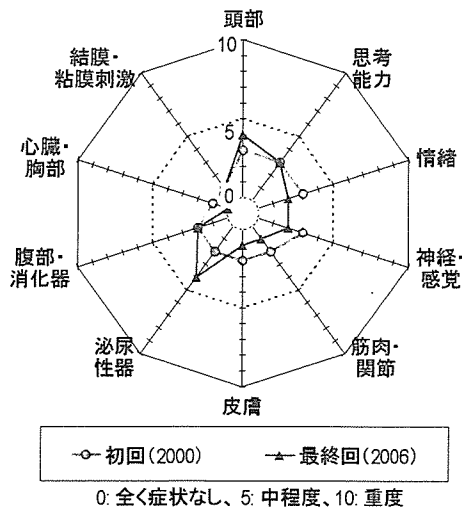 頭部
10
思考
能力
結膜・
粘膜刺激
5
情緒
心臓・
胸部
0
神経・
感覚
腹部・
消化器
筋肉・
関節
泌尿
性器
皮膚
初回(2000)
最終回(2006)
0: 全く症状なし、5: 中程度、10: 重度